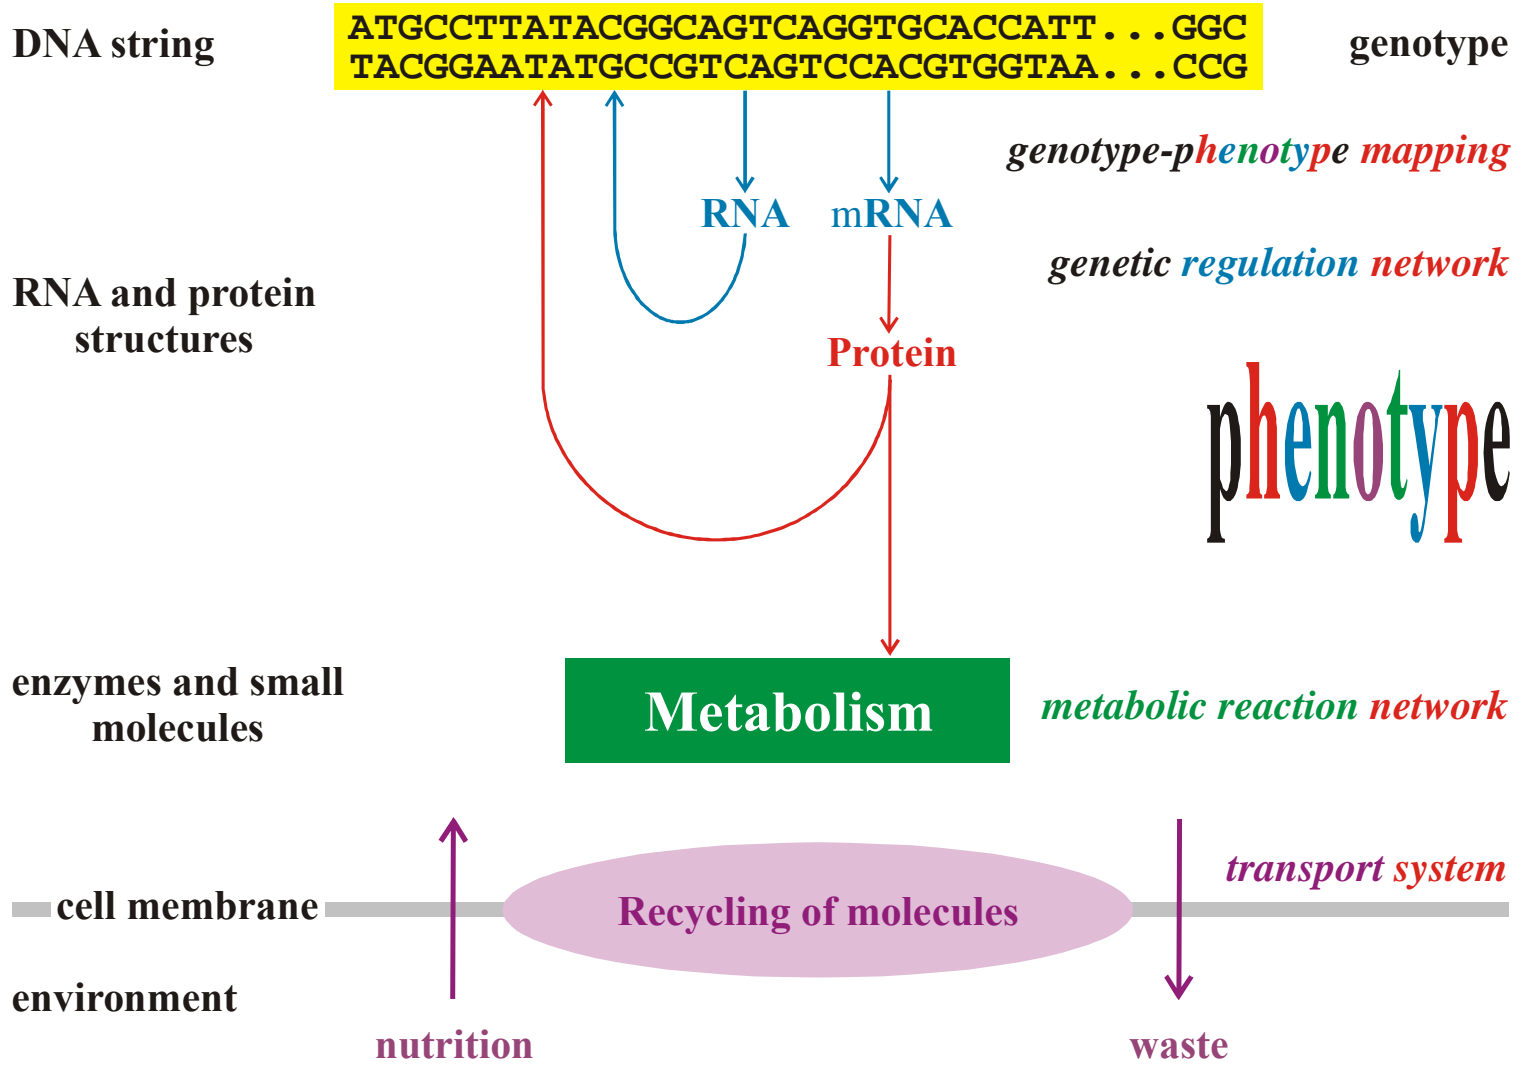 DNA string
ATGCCTTATACGGCAGTCAGGTGCACCATT...GGC
TACGGAATATGCCGTCAGTCCACGTGGTAA...CCG
genotype
genotype-phenotype mapping
RNA
mRNA
genetic regulation network
RNA and protein
structures
Protein
phenotype
enzymes and small
molecules
Metabolism
metabolic reaction network
transport system
cell membrane
Recycling of molecules
environment
nutrition
waste